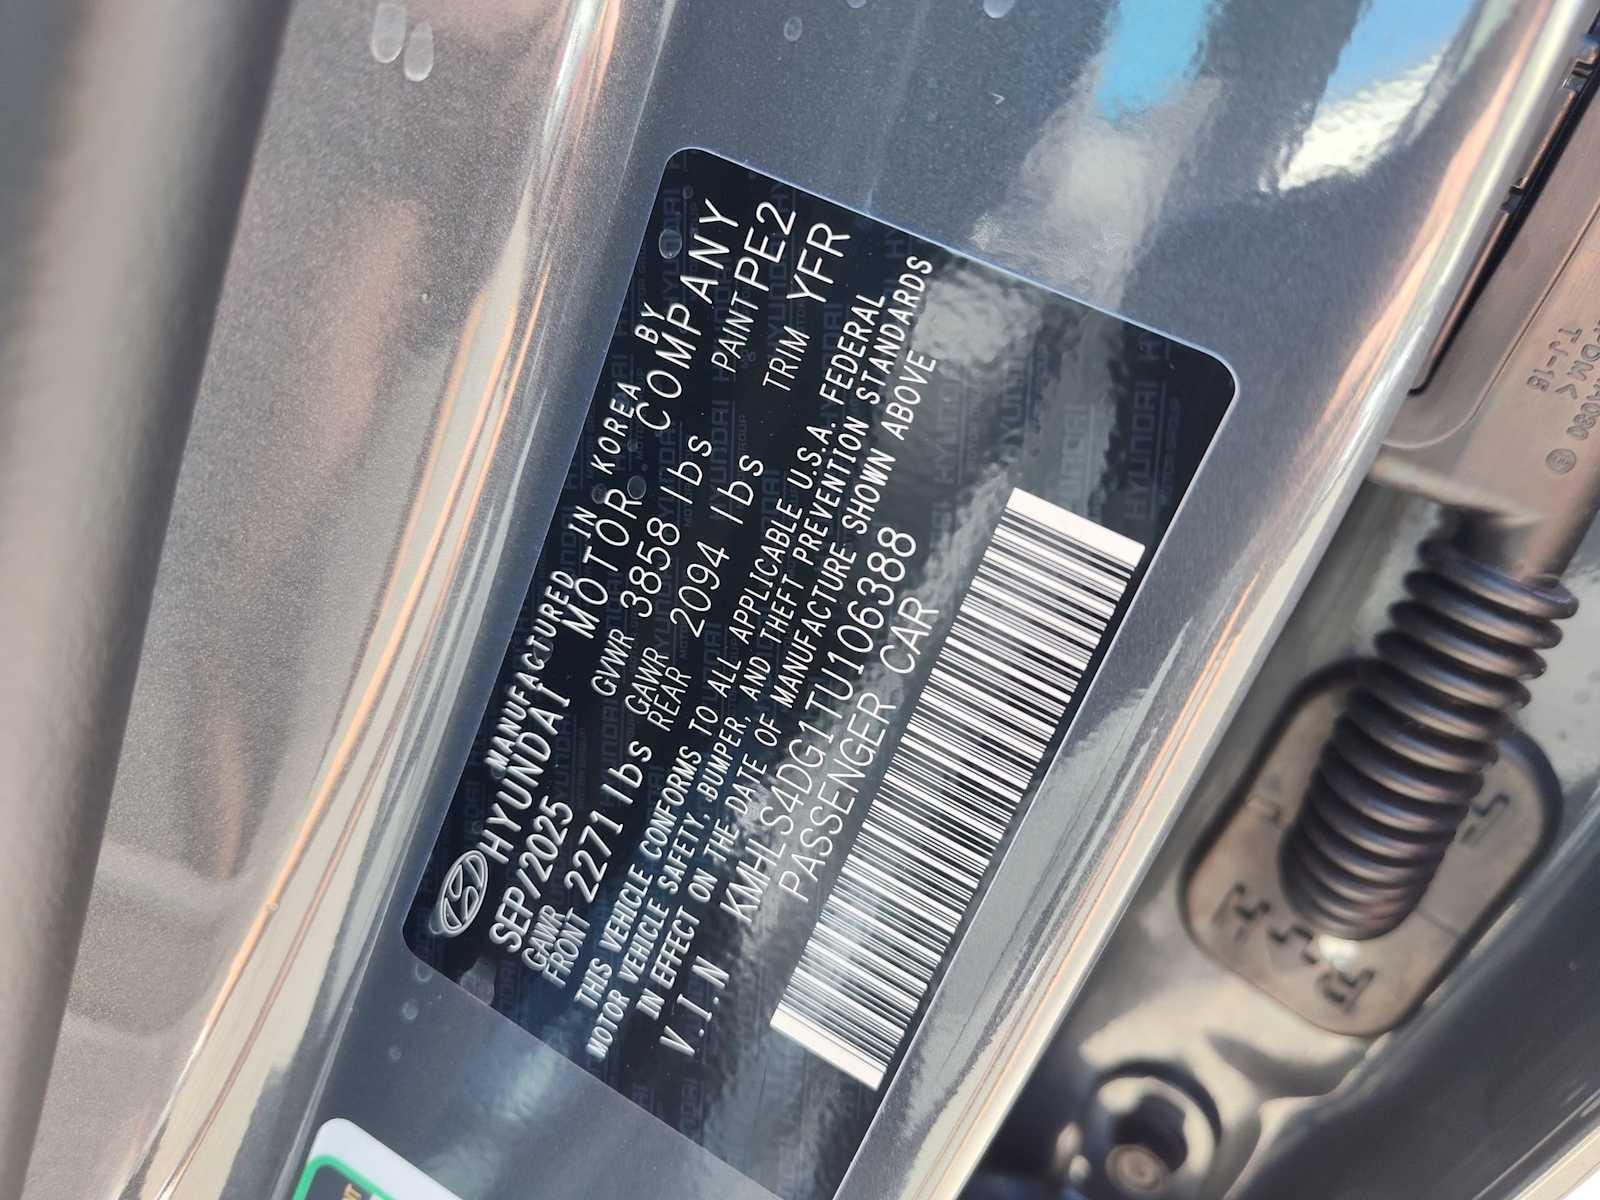 MANUFACTURED IN KOREA BY
HYUNDAI MOTOR COMPANY
SEP/2025 GVWR 3858 lbs PAINT PE2
GAWR FRONT 2271 lbs GAWR REAR 2094 lbs TRIM YFR
THIS VEHICLE CONFORMS TO ALL APPLICABLE U.S.A. FEDERAL
MOTOR VEHICLE SAFETY, BUMPER, AND THEFT PREVENTION STANDARDS
IN EFFECT ON THE DATE OF MANUFACTURE SHOWN ABOVE
V.I.N KMHLS4DG1TU106388
PASSENGER CAR
TJ-15